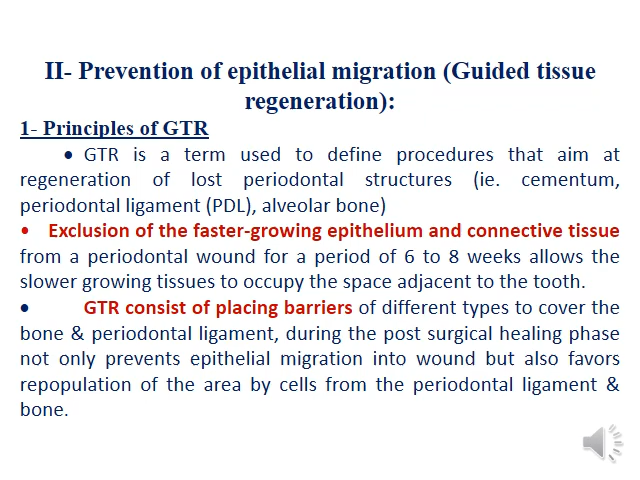 II- Prevention of epithelial migration (Guided tissue
regeneration):
1- Principles of GTR
• GTR is a term used to define procedures that aim at
regeneration of lost periodontal structures (ie. cementum,
periodontal ligament (PDL), alveolar bone)
• Exclusion of the faster-growing epithelium and connective tissue
from a periodontal wound for a period of 6 to 8 weeks allows the
slower growing tissues to occupy the space adjacent to the tooth.
• GTR consist of placing barriers of different types to cover the
bone & periodontal ligament, during the post surgical healing phase
not only prevents epithelial migration into wound but also favors
repopulation of the area by cells from the periodontal ligament &
bone.